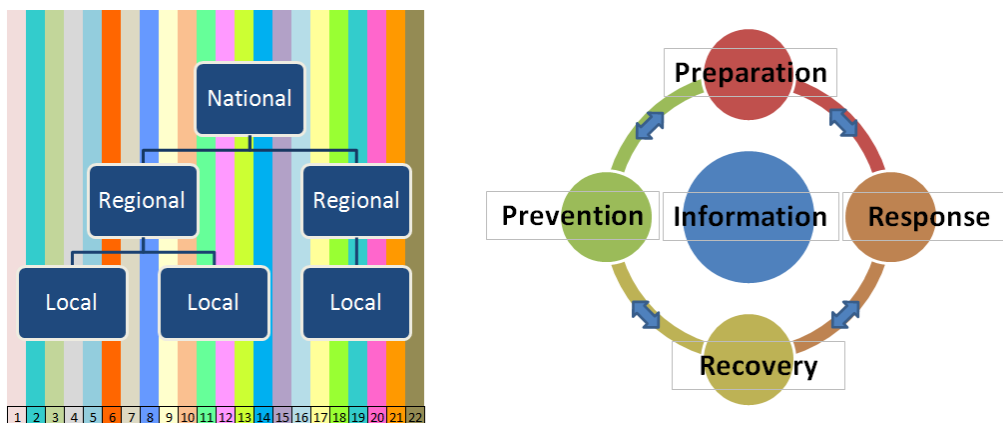 National
Regional
Regional
Local
Local
Local
1 2 3 4 5 6 7 8 9 10 11 12 13 14 15 16 17 18 19 20 21 22
Preparation
Prevention
Information
Response
Recovery